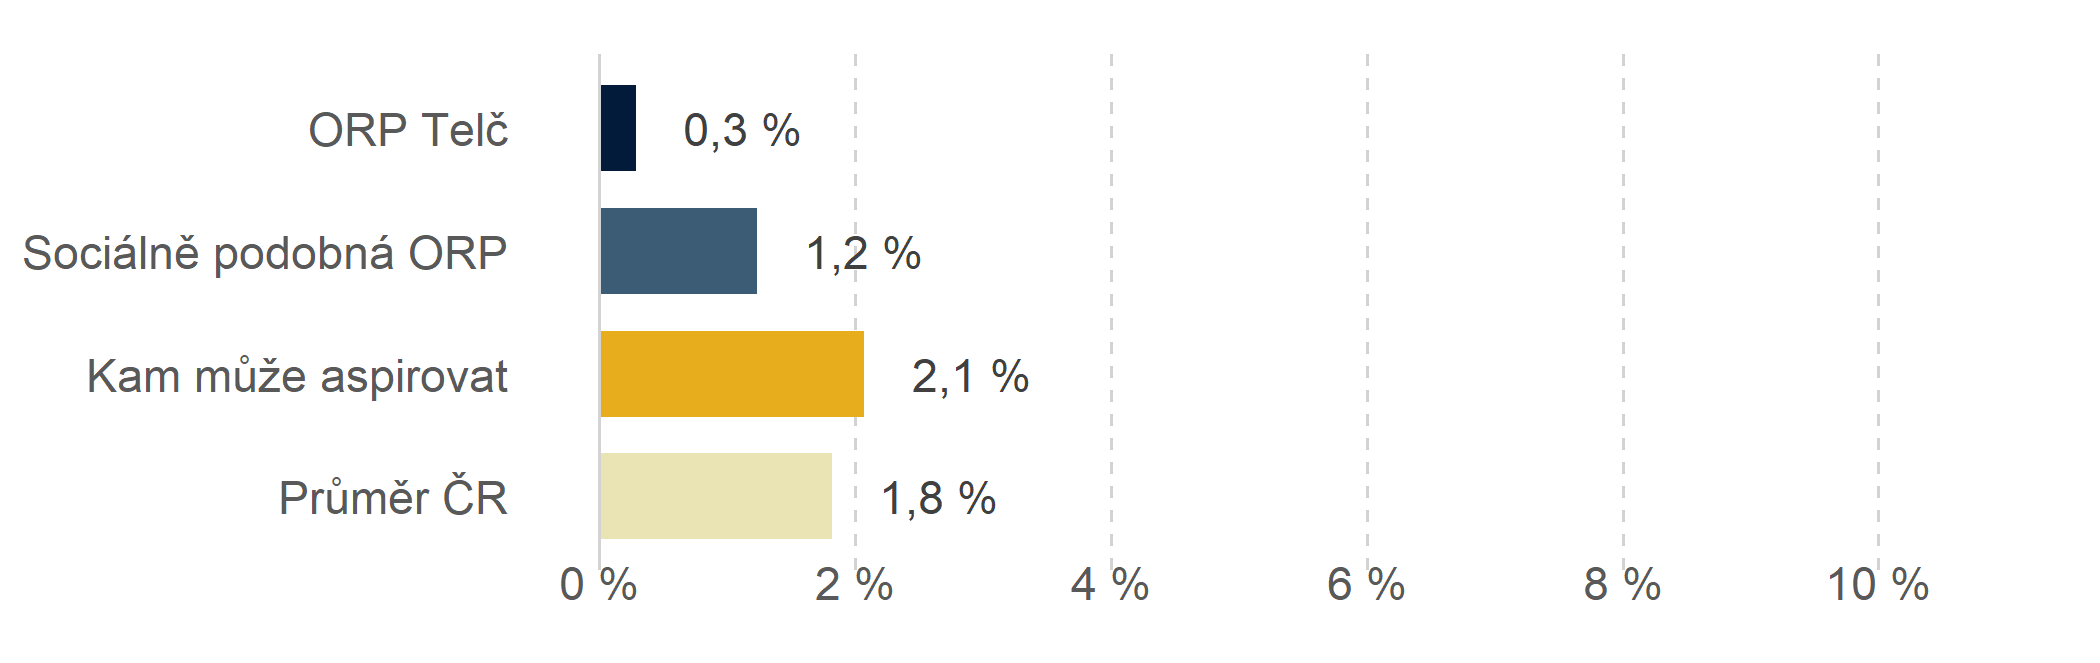 ORP Telč 0,3 %
Sociálně podobná ORP 1,2 %
Kam může aspirovat 2,1 %
Průměr ČR 1,8 %
0 % 2 % 4 % 6 % 8 % 10 %